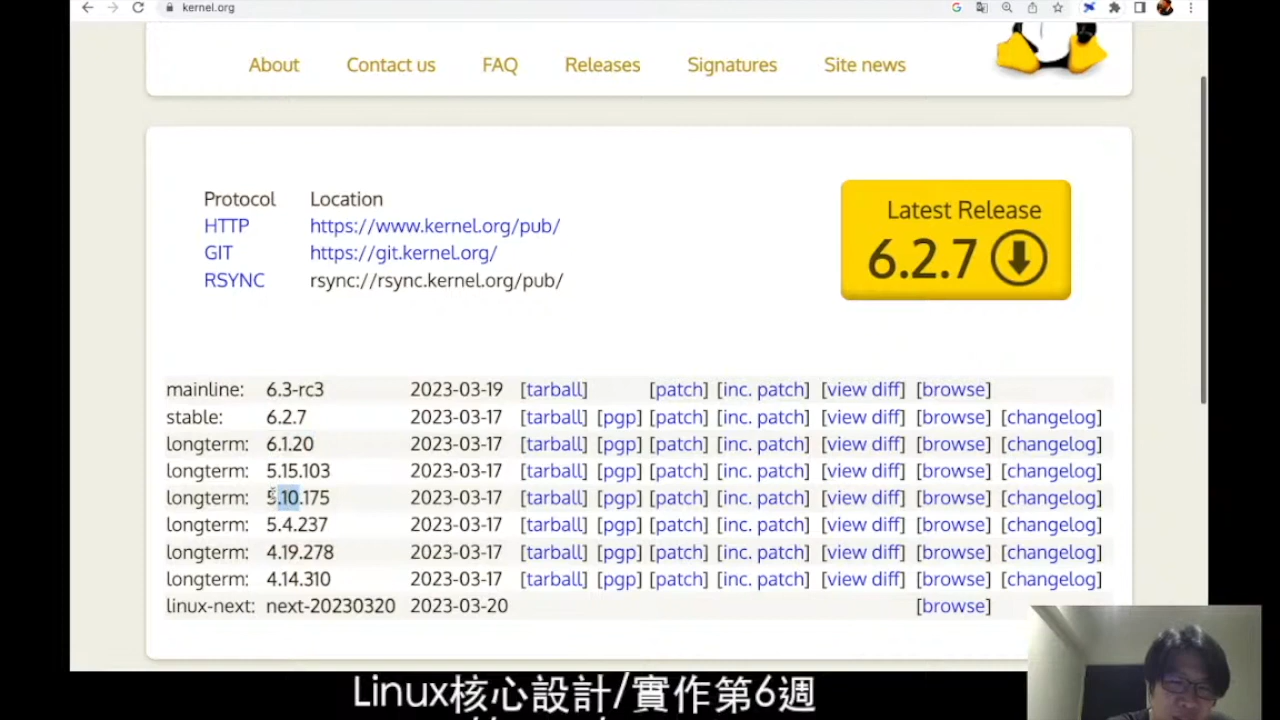 kernel.org
About Contact us FAQ Releases Signatures Site news
Protocol Location
HTTP https://www.kernel.org/pub/
GIT https://git.kernel.org/
RSYNC rsync://rsync.kernel.org/pub/
Latest Release
6.2.7
mainline: 6.3-rc3 2023-03-19 [tarball] [patch] [inc. patch] [view diff] [browse]
stable: 6.2.7 2023-03-17 [tarball] [pgp] [patch] [inc. patch] [view diff] [browse] [changelog]
longterm: 6.1.20 2023-03-17 [tarball] [pgp] [patch] [inc. patch] [view diff] [browse] [changelog]
longterm: 5.15.103 2023-03-17 [tarball] [pgp] [patch] [inc. patch] [view diff] [browse] [changelog]
longterm: 5.10.175 2023-03-17 [tarball] [pgp] [patch] [inc. patch] [view diff] [browse] [changelog]
longterm: 5.4.237 2023-03-17 [tarball] [pgp] [patch] [inc. patch] [view diff] [browse] [changelog]
longterm: 4.19.278 2023-03-17 [tarball] [pgp] [patch] [inc. patch] [view diff] [browse] [changelog]
longterm: 4.14.310 2023-03-17 [tarball] [pgp] [patch] [inc. patch] [view diff] [browse] [changelog]
linux-next: next-20230320 2023-03-20 [browse]
Linux核心設計/實作第6週